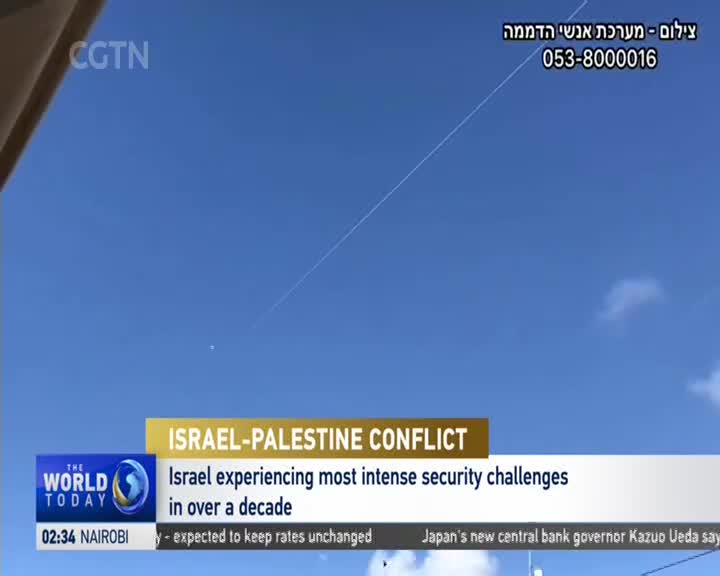 CGTN
צילום - מערכת אנשי הדממה
053-8000016
ISRAEL-PALESTINE CONFLICT
THE
WORLD
TODAY
Israel experiencing most intense security challenges
in over a decade
02:34 NAIROBI
- expected to keep rates unchanged Japan's new central bank governor Kazuo Ueda say